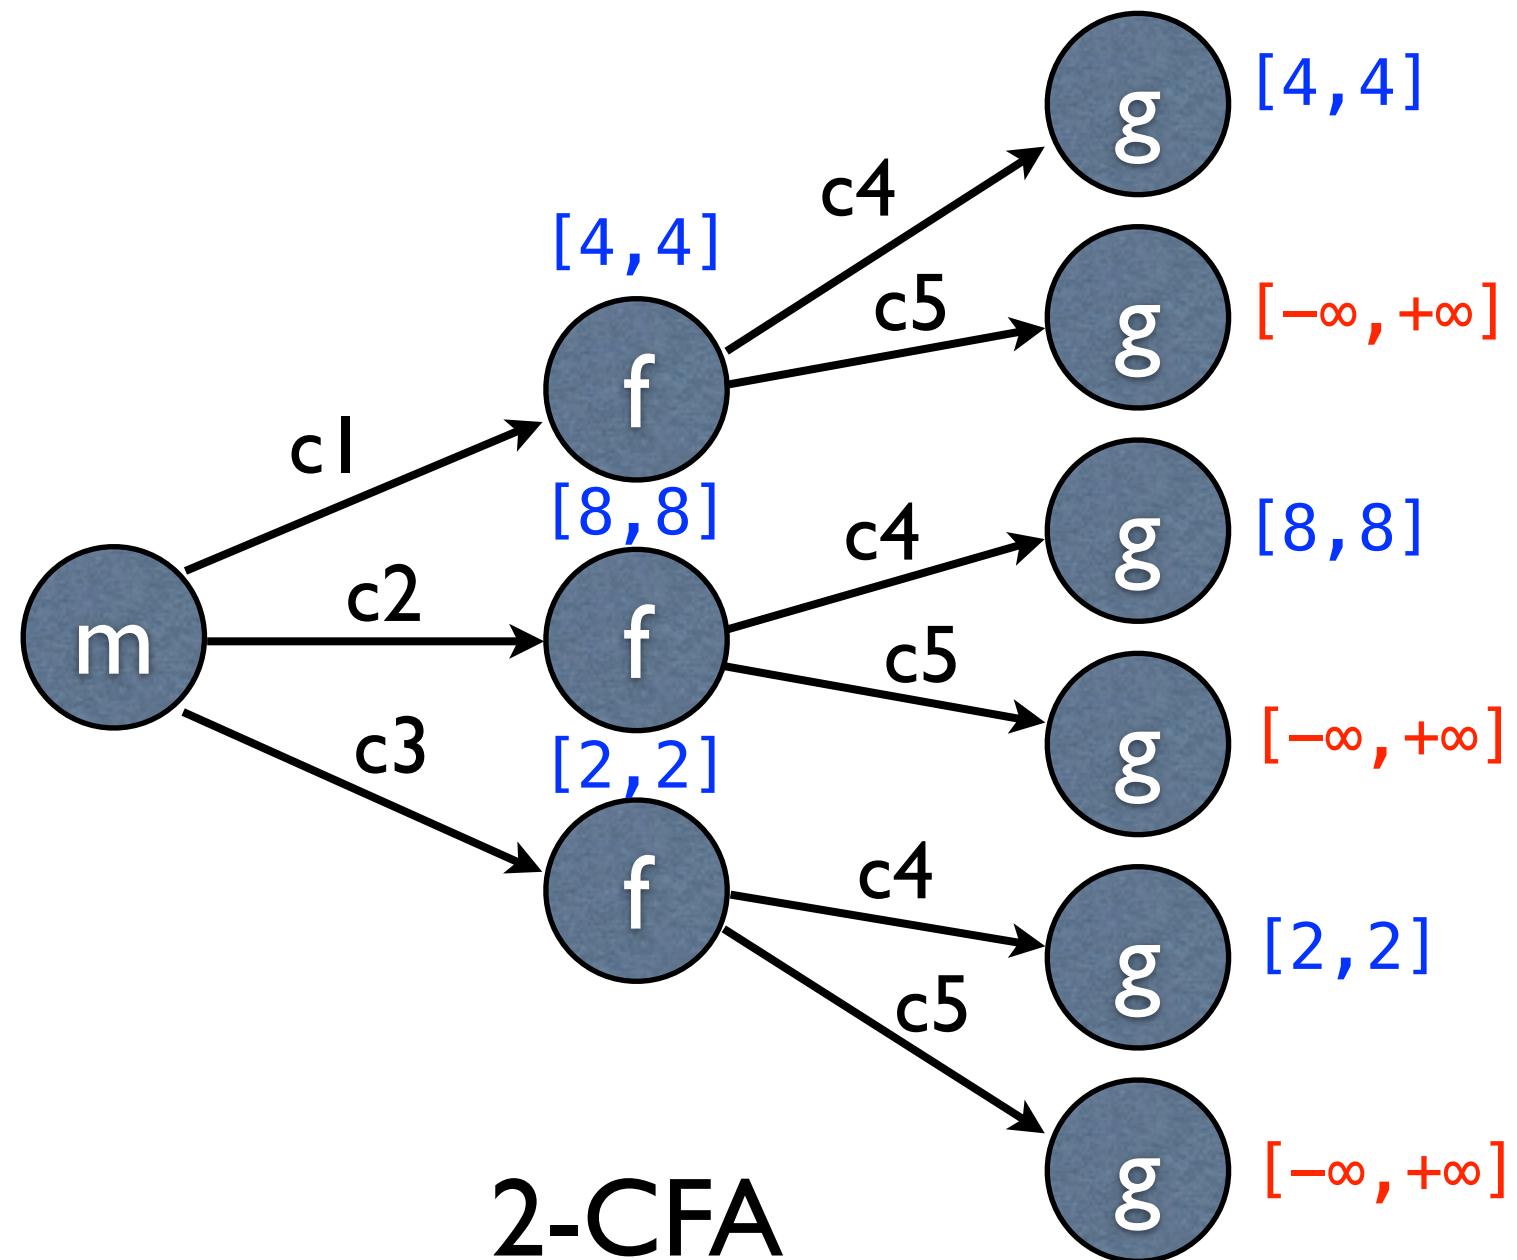 g [4,4]
c4
[4,4]
c5
g [−∞,+∞]
f
c1
[8,8]
c4
g [8,8]
c2
m
f
c5
g [−∞,+∞]
c3
[2,2]
c4
f
g [2,2]
c5
g [−∞,+∞]
2-CFA